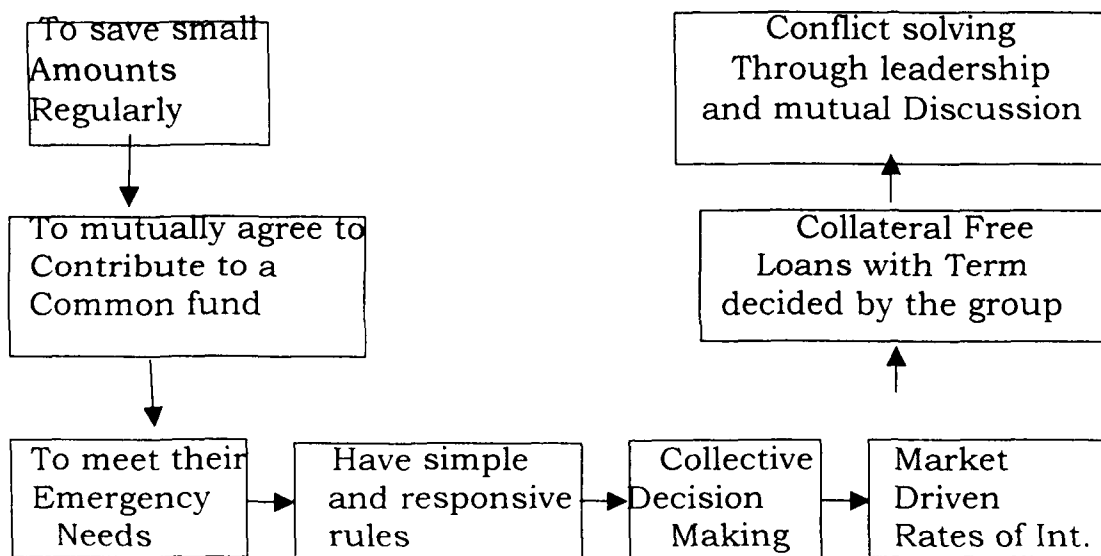 To save small
Amounts
Regularly
To mutually agree to
Contribute to a
Common fund
To meet their
Emergency
Needs
Have simple
and responsive
rules
Collective
Decision
Making
Market
Driven
Rates of Int.
Collateral Free
Loans with Term
decided by the group
Conflict solving
Through leadership
and mutual Discussion